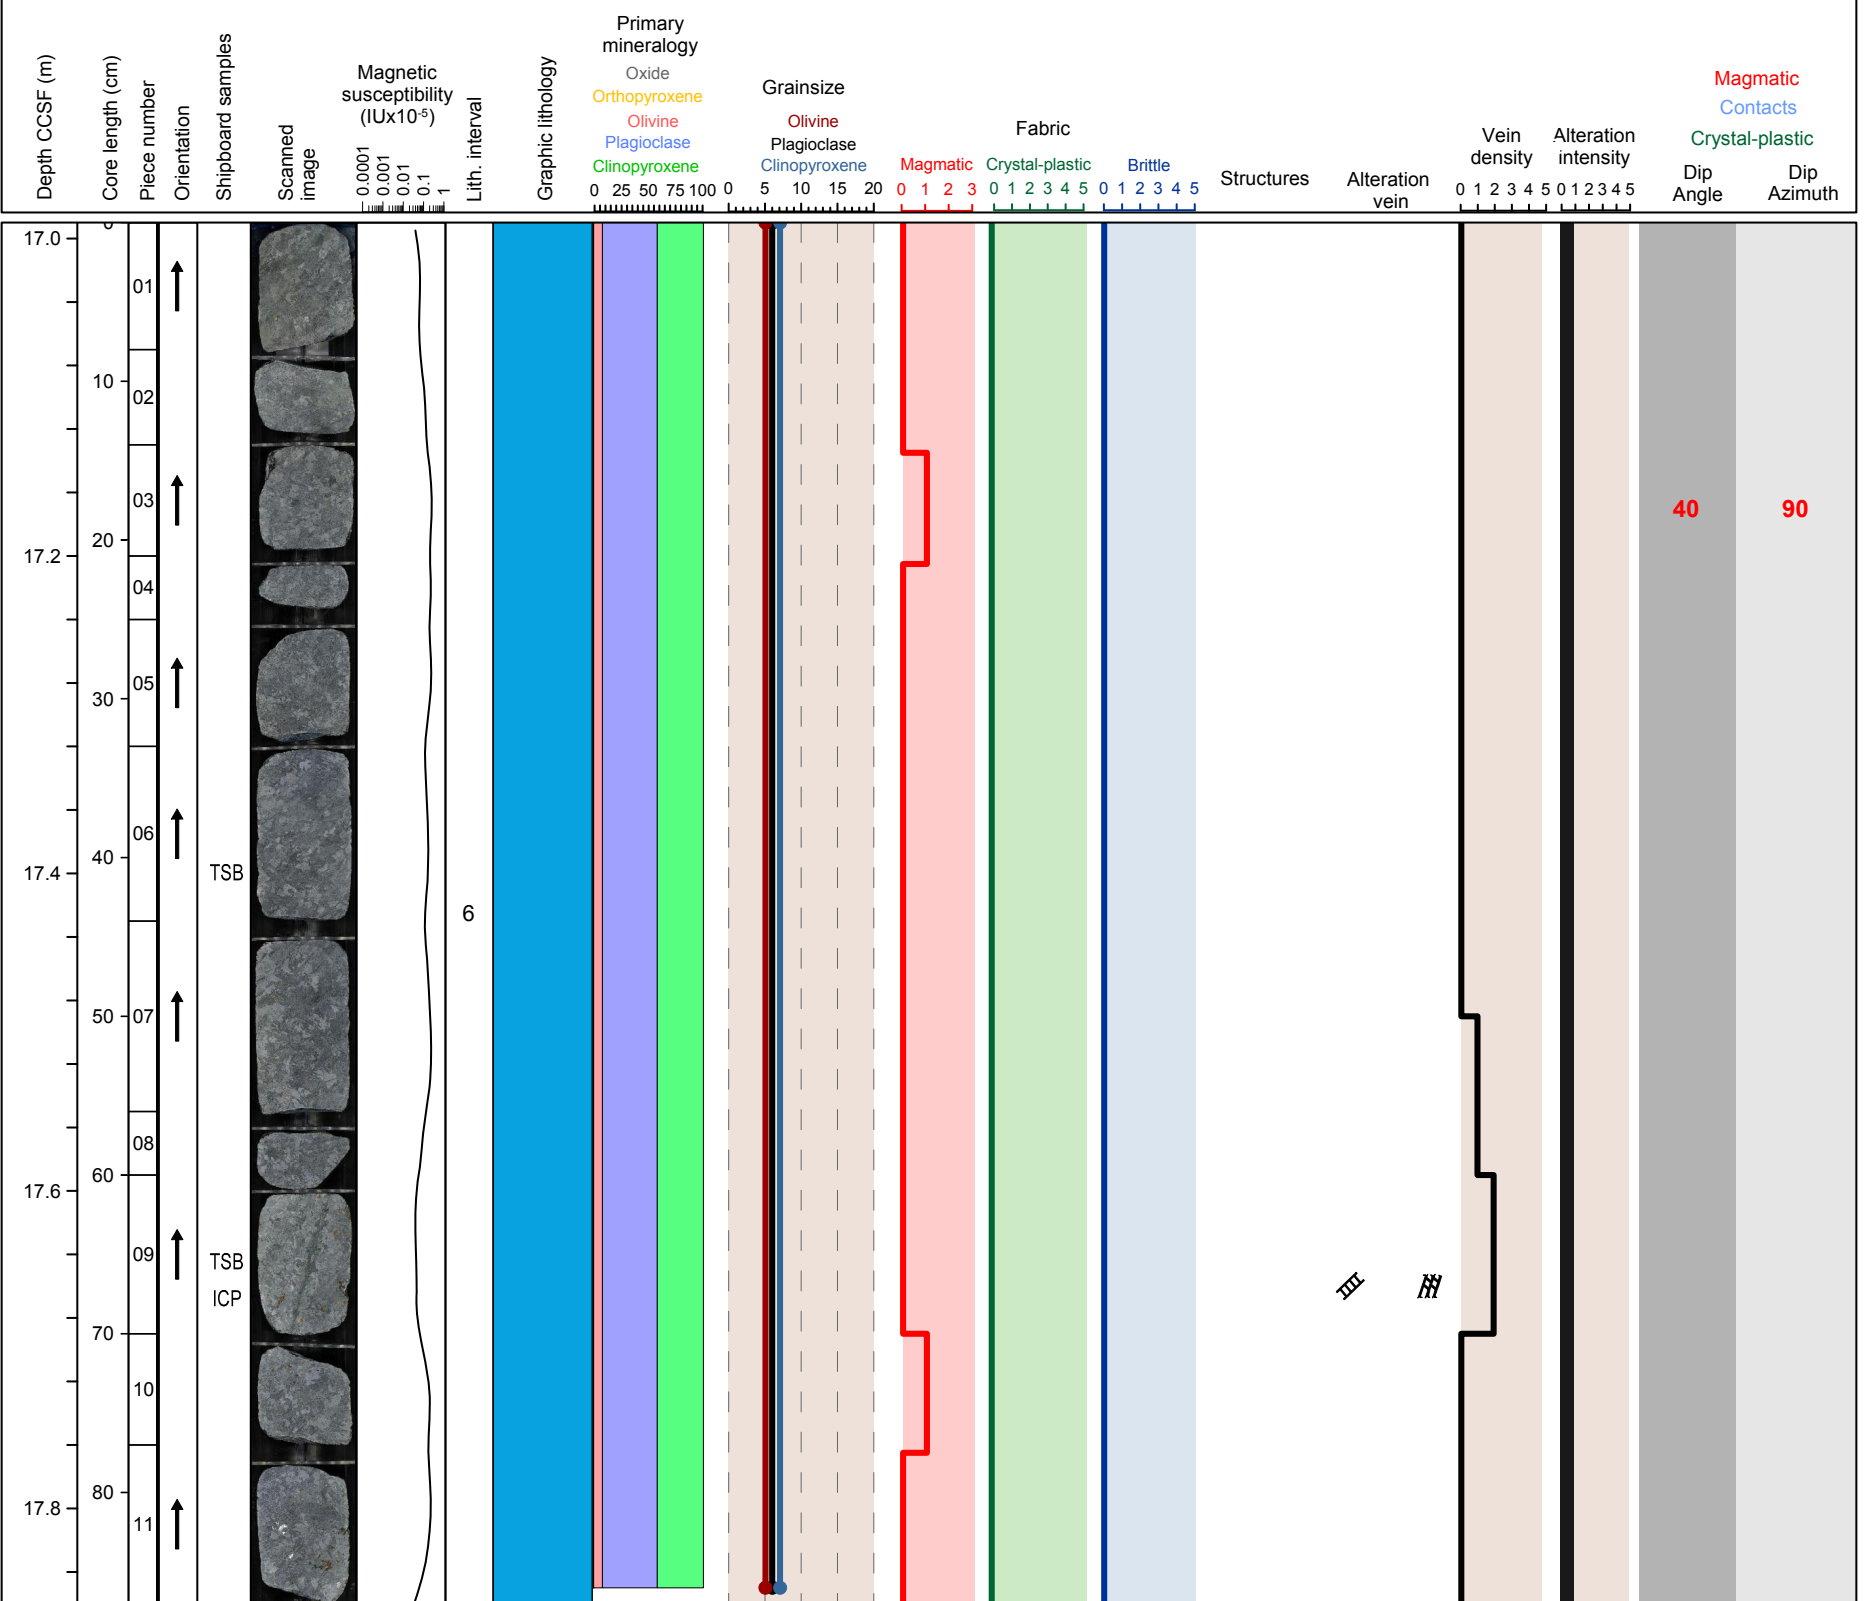 Depth CCSF (m)
Core length (cm)
Piece number
Orientation
Shipboard samples
Scanned
image
Magnetic
susceptibility
(IUx10-5)
0.0001
0.001
0.01
0.1
1
Lith. interval
Graphic lithology
Primary
mineralogy
Oxide
Orthopyroxene
Olivine
Plagioclase
Clinopyroxene
0 25 50 75 100
Grainsize
Olivine
Plagioclase
Clinopyroxene
0 5 10 15 20
Fabric
Magmatic
0 1 2 3
Crystal-plastic
0 1 2 3 4 5
Brittle
0 1 2 3 4 5
Structures
Alteration
vein
Vein
density
0 1 2 3 4 5
Alteration
intensity
0 1 2 3 4 5
Magmatic
Contacts
Crystal-plastic
Dip
Angle
Dip
Azimuth
0
17.0
01
10
02
03
40 90
20
17.2
04
05
30
06
40
17.4
TSB
6
50
07
08
60
17.6
09
TSB
ICP
70
10
80
17.8
11